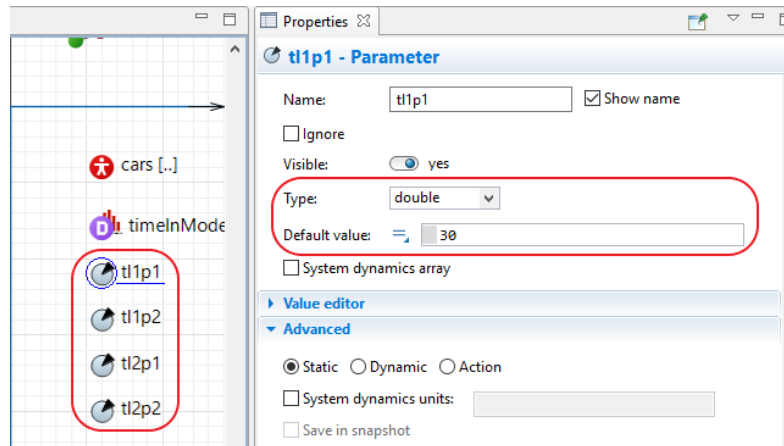 cars [..]
timeInMode
tl1p1
tl1p2
tl2p1
tl2p2
Properties
tl1p1 - Parameter
Name: tl1p1 Show name
Ignore
Visible: yes
Type: double
Default value: 30
System dynamics array
Value editor
Advanced
Static Dynamic Action
System dynamics units:
Save in snapshot